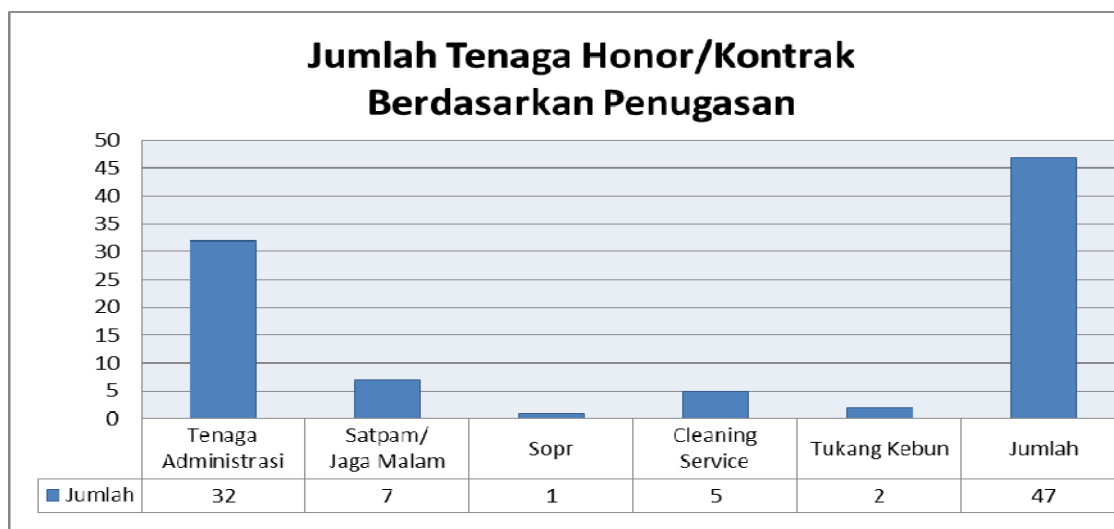 Jumlah Tenaga Honor/Kontrak
Berdasarkan Penugasan
50
45
40
35
30
25
20
15
10
5
0
Tenaga Administrasi Satpam/ Jaga Malam Sopr Cleaning Service Tukang Kebun Jumlah
Jumlah 32 7 1 5 2 47